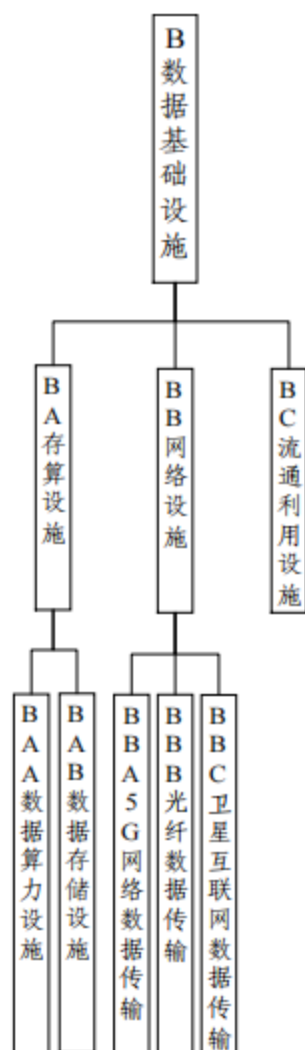 B数据基础设施
BA存算设施
BB网络设施
BC流通利用设施
BAA数据算力设施
BAB数据存储设施
BBA5G网络数据传输
BBB光纤数据传输
BBC卫星互联网数据传输